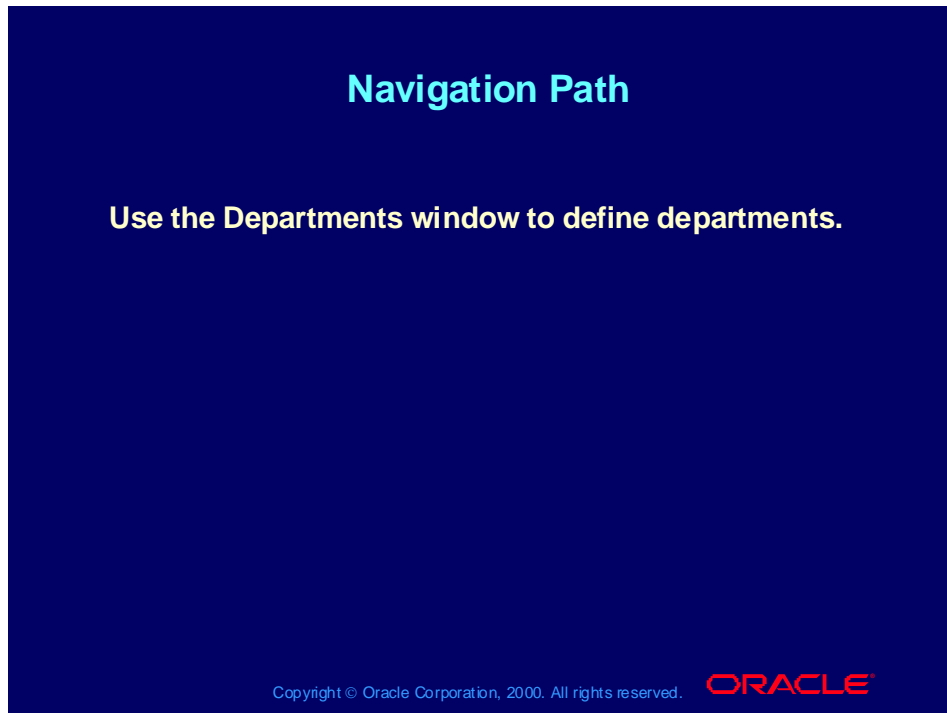 Navigation Path
Use the Departments window to define departments.
Copyright © Oracle Corporation, 2000. All rights reserved.
ORACLE®